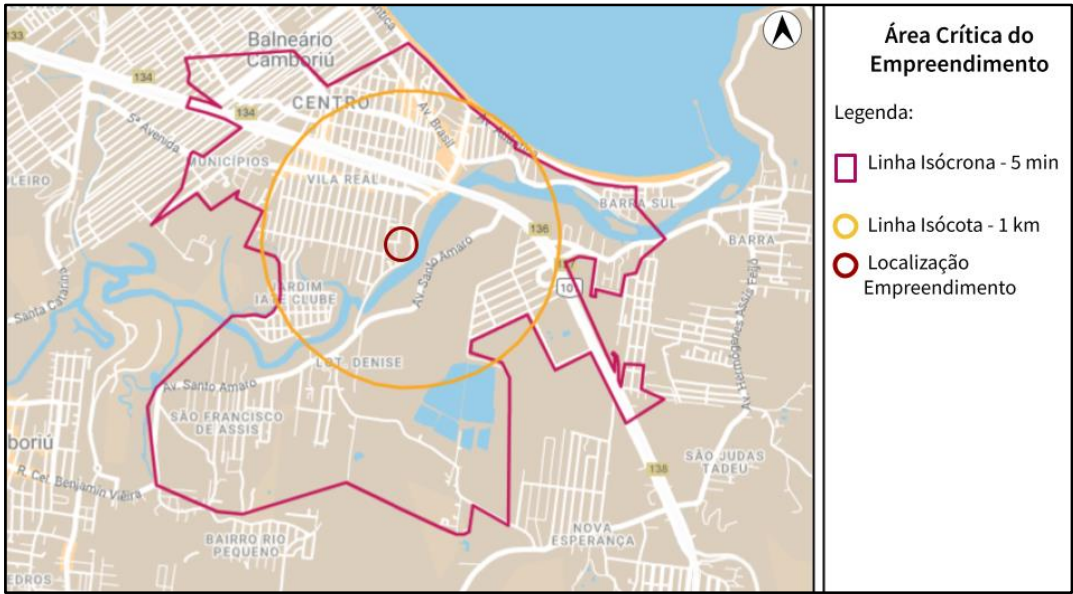 133
Balneário
Camboriú
134
CENTRO
134
Av. Brasil
5ª Avenida
MUNICÍPIOS
VILA REAL
BARRA SUL
136
BARRA
Av. Santo Amaro
101
JARDIM
IATE CLUBE
Santa Catarina
Av. Hermógenes Assis Feijó
LOT. DENISE
Av. Santo Amaro
SÃO FRANCISCO
DE ASSIS
boriú
R. Cel. Benjamin Vieira
SÃO JUDAS
TADEU
138
NOVA
ESPERANÇA
BAIRRO RIO
PEQUENO
EDROS
Área Crítica do
Empreendimento
Legenda:
Linha Isócrona - 5 min
Linha Isócota - 1 km
Localização
Empreendimento